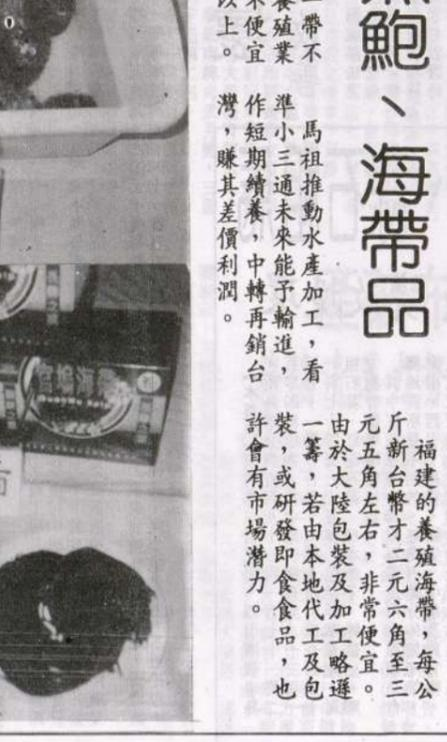 鮑、海帶品
一帶不
養殖業
不便宜
以上。
馬祖推動水產加工，看
準小三通未來能予輸進，
作短期續養，中轉再銷台
灣，賺其差價利潤。
福建的養殖海帶，每公
斤新台幣才二元六角至三
元五角左右，非常便宜。
由於大陸包裝及加工略遜
一籌，若由本地代工及包
裝，或研發即食食品，也
許會有市場潛力。